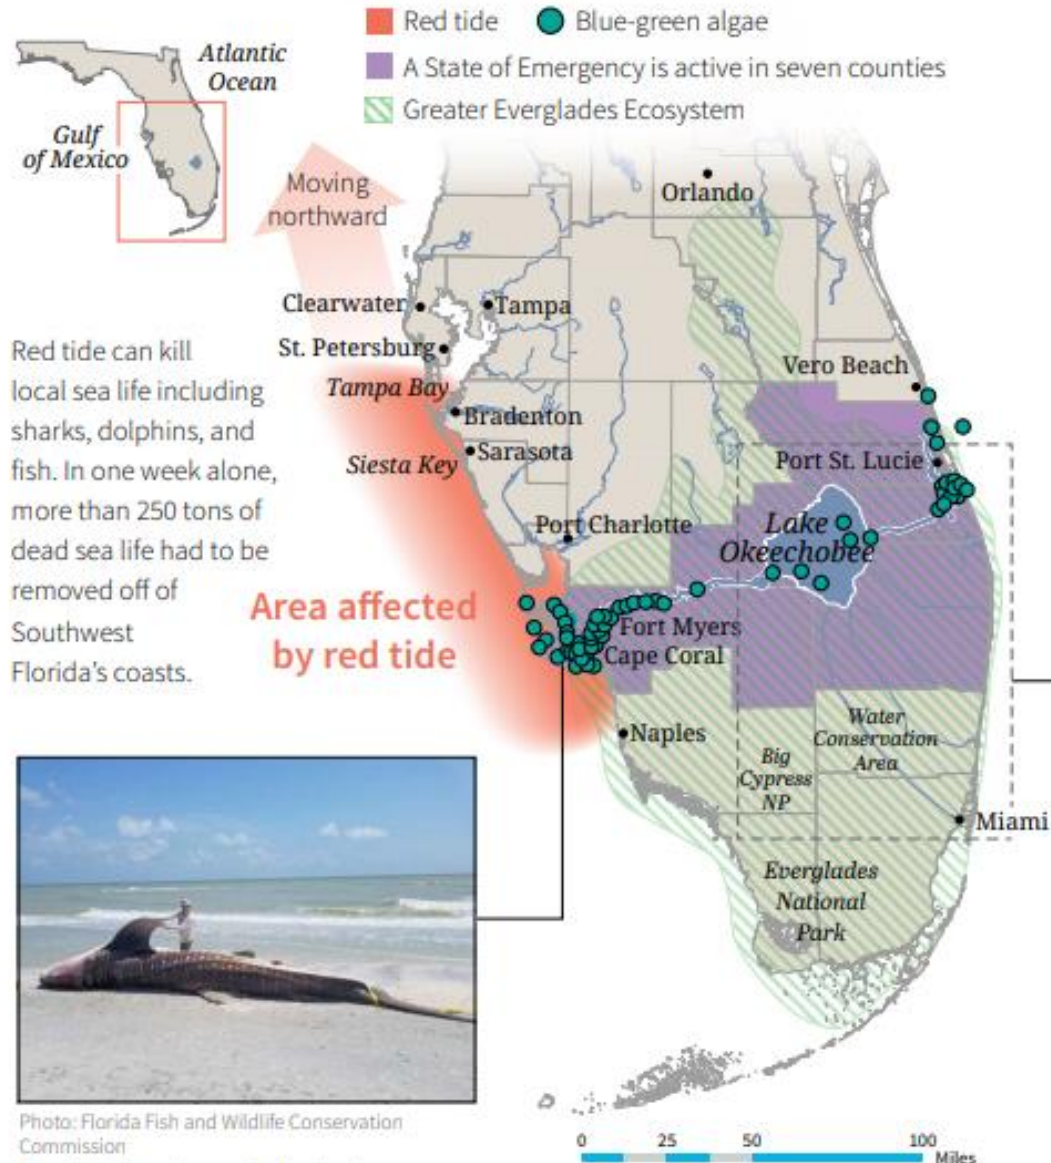 Red tide
Blue-green algae
A State of Emergency is active in seven counties
Greater Everglades Ecosystem
Atlantic
Ocean
Gulf
of Mexico
Moving
northward
Orlando
Clearwater
Tampa
St. Petersburg
Tampa Bay
Bradenton
Siesta Key
Sarasota
Vero Beach
Port St. Lucie
Port Charlotte
Lake
Okeechobee
Red tide can kill
local sea life including
sharks, dolphins, and
fish. In one week alone,
more than 250 tons of
dead sea life had to be
removed off of
Southwest
Florida's coasts.
Area affected
by red tide
Fort Myers
Cape Coral
Naples
Big
Cypress
NP
Water
Conservation
Area
Miami
Everglades
National
Park
Photo: Florida Fish and Wildlife Conservation
Commission
0 25 50 100
Miles